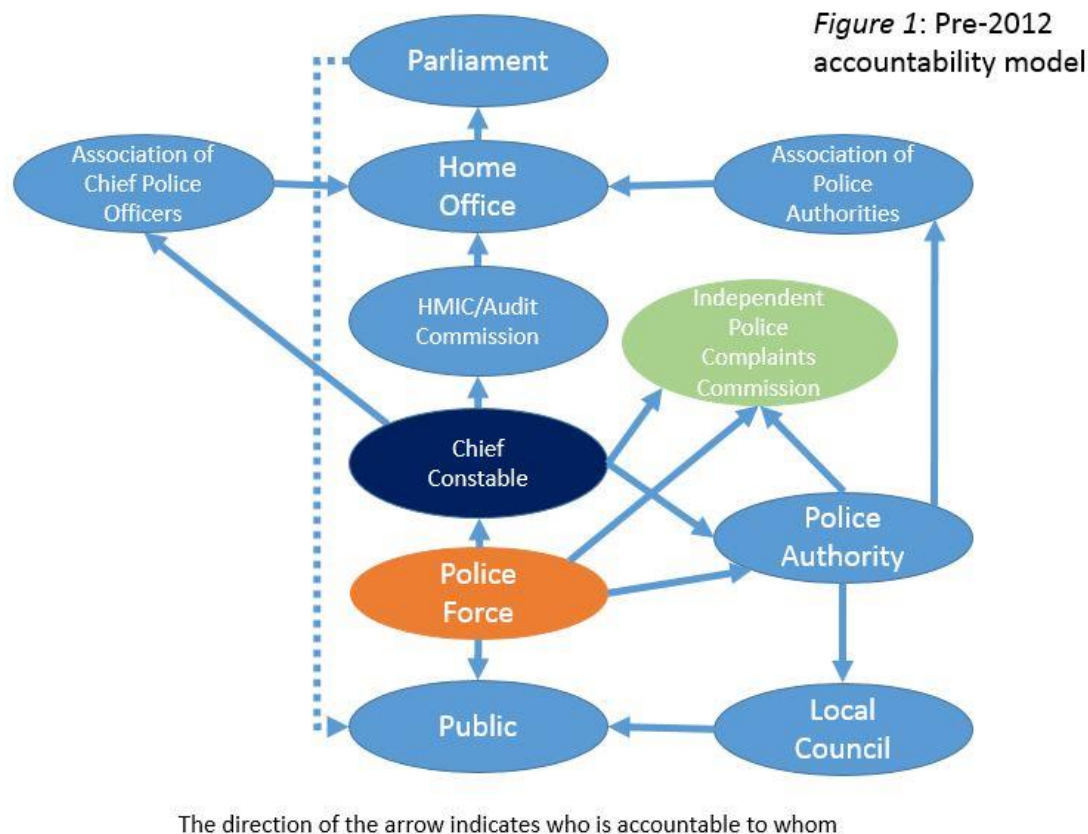 Figure 1: Pre-2012
accountability model
Parliament
Association of
Chief Police
Officers
Home
Office
Association of
Police
Authorities
HMIC/Audit
Commission
Independent
Police
Complaints
Commission
Chief
Constable
Police
Authority
Police
Force
Public
Local
Council
The direction of the arrow indicates who is accountable to whom